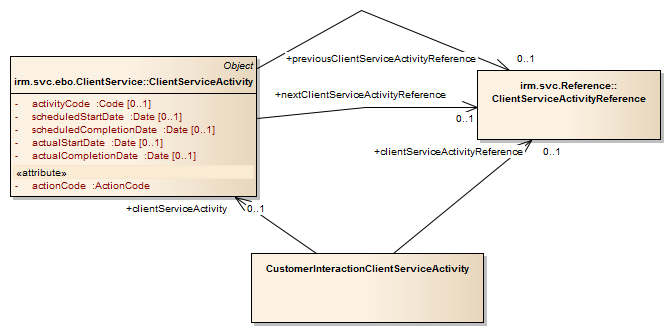 Object
irm.svc.ebo.ClientService::ClientServiceActivity
- activityCode :Code [0..1]
- scheduledStartDate :Date [0..1]
- scheduledCompletionDate :Date [0..1]
- actualStartDate :Date [0..1]
- actualCompletionDate :Date [0..1]
«attribute»
- actionCode :ActionCode
+previousClientServiceActivityReference
0..1
+nextClientServiceActivityReference
0..1
irm.svc.Reference::
ClientServiceActivityReference
+clientServiceActivityReference
0..1
+clientServiceActivity
0..1
CustomerInteractionClientServiceActivity